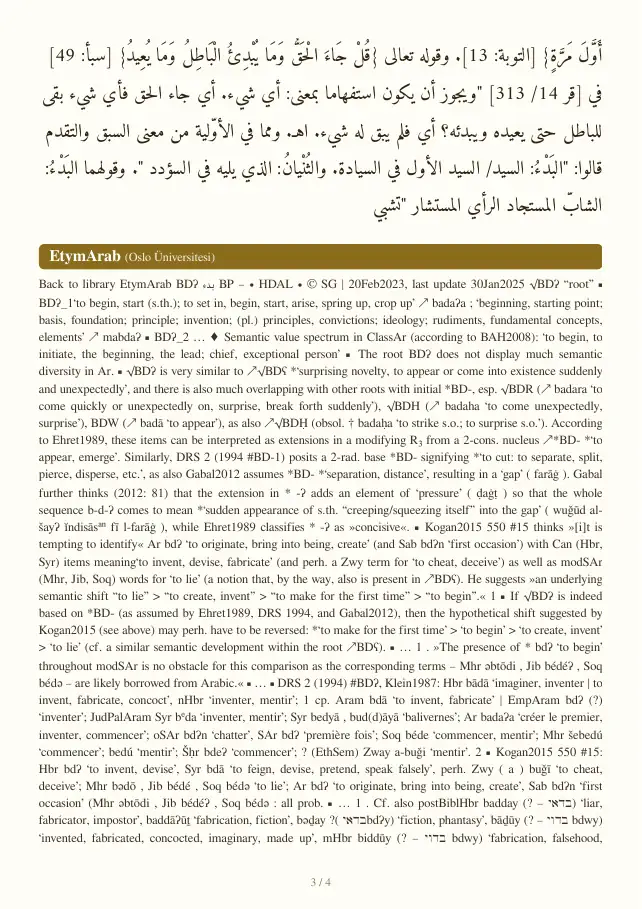 أَوَّلَ مَرَّةٍ} [التوبة: 13]. وقوله تعالى {قُلْ جَاءَ الْحَقُّ وَمَا يُبْدِئُ الْبَاطِلُ وَمَا يُعِيدُ} [سبأ: 49]
في [قر 14/ 313] "ويجوز أن يكون استفهاما بمعنى: أي شيء. أي جاء الحق فأي شيء بقى
للباطل حتى يعيده ويبدئه؟ أي فلم يبق له شيء. اهـ. ومما في الأوّلية من معنى السبق والتقدم
قالوا: "البَدْءُ: السيد/ السيد الأول في السيادة. والثُنْيانُ: الذي يليه في السؤدد ". وقولهما البَدْءُ:
الشابّ المستجاد الرأي المستشار "تشبي
EtymArab (Oslo Üniversitesi)
Back to library EtymArab BDʔ بدء BP – • HDAL • © SG | 20Feb2023, last update 30Jan2025 √BDʔ “root” ▪
BDʔ_1‘to begin, start (s.th.); to set in, begin, start, arise, spring up, crop up’ ↗ badaʔa ; ‘beginning, starting point;
basis, foundation; principle; invention; (pl.) principles, convictions; ideology; rudiments, fundamental concepts,
elements’ ↗ mabdaʔ ▪ BDʔ_2 … ♦ Semantic value spectrum in ClassAr (according to BAH2008): ‘to begin, to
initiate, the beginning, the lead; chief, exceptional person’ ▪ The root BDʔ does not display much semantic
diversity in Ar. ▪ √BDʔ is very similar to ↗√BDʕ *‘surprising novelty, to appear or come into existence suddenly
and unexpectedly’, and there is also much overlapping with other roots with initial *BD-, esp. √BDR (↗ badara ‘to
come quickly or unexpectedly on, surprise, break forth suddenly’), √BDH (↗ badaha ‘to come unexpectedly,
surprise’), BDW (↗ badā ‘to appear’), as also ↗√BDḤ (obsol. † badaḥa ‘to strike s.o.; to surprise s.o.’). According
to Ehret1989, these items can be interpreted as extensions in a modifying R₃ from a 2-cons. nucleus ↗*BD- *‘to
appear, emerge’. Similarly, DRS 2 (1994 #BD-1) posits a 2-rad. base *BD- signifying *‘to cut: to separate, split,
pierce, disperse, etc.’, as also Gabal2012 assumes *BD- *‘separation, distance’, resulting in a ‘gap’ ( farāġ ). Gabal
further thinks (2012: 81) that the extension in * -ʔ adds an element of ‘pressure’ ( ḍaġt ) so that the whole
sequence b-d-ʔ comes to mean *‘sudden appearance of s.th. “creeping/squeezing itself” into the gap’ ( wuǧūd al-
šayʔ ĭndisāsᵃⁿ fī l-farāġ ), while Ehret1989 classifies * -ʔ as »concisive«. ▪ Kogan2015 550 #15 thinks »[i]t is
tempting to identify« Ar bdʔ ‘to originate, bring into being, create’ (and Sab bdʔn ‘first occasion’) with Can (Hbr,
Syr) items meaning‘to invent, devise, fabricate’ (and perh. a Zwy term for ‘to cheat, deceive’) as well as modSAr
(Mhr, Jib, Soq) words for ‘to lie’ (a notion that, by the way, also is present in ↗BDʕ). He suggests »an underlying
semantic shift “to lie” > “to create, invent” > “to make for the first time” > “to begin”.« 1 ▪ If √BDʔ is indeed
based on *BD- (as assumed by Ehret1989, DRS 1994, and Gabal2012), then the hypothetical shift suggested by
Kogan2015 (see above) may perh. have to be reversed: *‘to make for the first time’ > ‘to begin’ > ‘to create, invent’
> ‘to lie’ (cf. a similar semantic development within the root ↗BDʕ). ▪ … 1 . »The presence of * bdʔ ‘to begin’
throughout modSAr is no obstacle for this comparison as the corresponding terms – Mhr əbtōdi , Jib bédéʔ , Soq
bédə – are likely borrowed from Arabic.« ▪ … ▪ DRS 2 (1994) #BDʔ, Klein1987: Hbr bādā ‘imaginer, inventer | to
invent, fabricate, concoct’, nHbr ‘inventer, mentir’; 1 cp. Aram bdā ‘to invent, fabricate’ | EmpAram bdʔ (?)
‘inventer’; JudPalAram Syr bᵉda ‘inventer, mentir’; Syr bedyā , bud(ā)yā ‘balivernes’; Ar badaʔa ‘créer le premier,
inventer, commencer’; oSAr bdʔn ‘chatter’, SAr bdʔ ‘première fois’; Soq béde ‘commencer, mentir’; Mhr šebedú
‘commencer’; bedú ‘mentir’; Šḥr bdeʔ ‘commencer’; ? (EthSem) Zway a-buği ‘mentir’. 2 ▪ Kogan2015 550 #15:
Hbr bdʔ ‘to invent, devise’, Syr bdā ‘to feign, devise, pretend, speak falsely’, perh. Zwy ( a ) buğī ‘to cheat,
deceive’; Mhr bədō , Jib bédé , Soq bédə ‘to lie’; Ar bdʔ ‘to originate, bring into being, create’, Sab bdʔn ‘first
occasion’ (Mhr əbtōdi , Jib bédéʔ , Soq bédə : all prob. ▪ … 1 . Cf. also postBiblHbr badday (? – בדאי) ‘liar,
fabricator, impostor’, baddāʔūṯ ‘fabrication, fiction’, bəḏay ?( בדאיbdʔy) ‘fiction, phantasy’, bāḏūy (? – בדוי bdwy)
‘invented, fabricated, concocted, imaginary, made up’, mHbr biddūy (? – בדוי bdwy) ‘fabrication, falsehood,
3 / 4